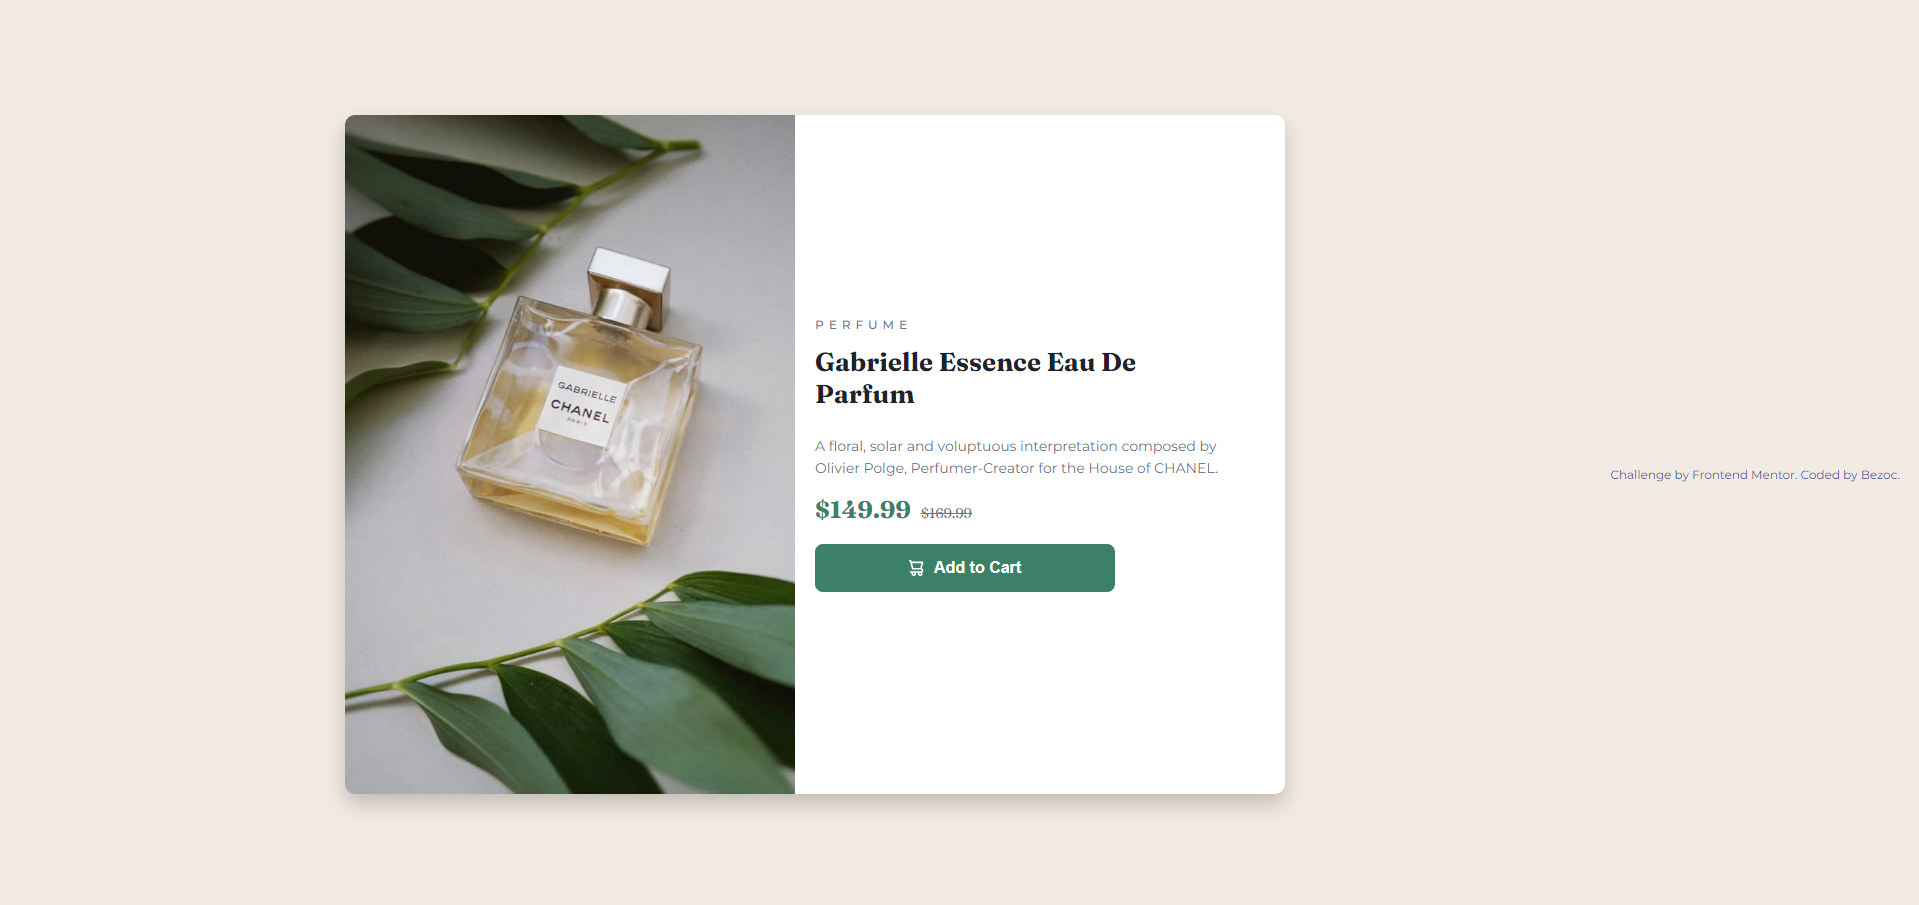 GABRIELLE
CHANEL
PARIS
PERFUME
Gabrielle Essence Eau De
Parfum
A floral, solar and voluptuous interpretation composed by
Olivier Polge, Perfumer-Creator for the House of CHANEL.
$149.99 $169.99
Add to Cart
Challenge by Frontend Mentor. Coded by Bezoc.